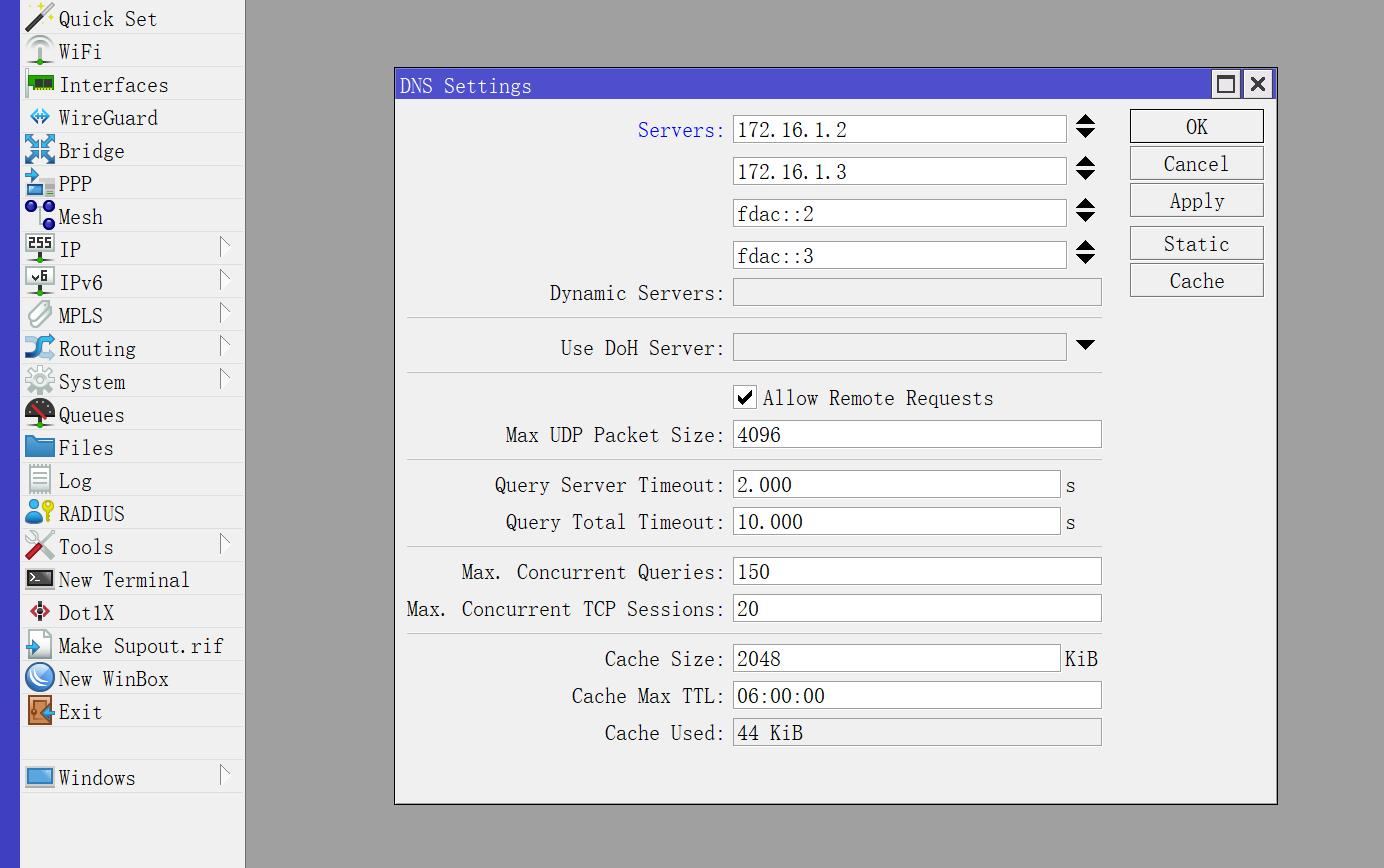 Quick Set
WiFi
Interfaces
WireGuard
Bridge
PPP
Mesh
255 IP
v6 IPv6
MPLS
Routing
System
Queues
Files
Log
RADIUS
Tools
New Terminal
Dot1X
Make Supout.rif
New WinBox
Exit
Windows
DNS Settings
Servers: 172.16.1.2
172.16.1.3
fdac::2
fdac::3
Dynamic Servers:
Use DoH Server:
Allow Remote Requests
Max UDP Packet Size: 4096
Query Server Timeout: 2.000 s
Query Total Timeout: 10.000 s
Max. Concurrent Queries: 150
Max. Concurrent TCP Sessions: 20
Cache Size: 2048 KiB
Cache Max TTL: 06:00:00
Cache Used: 44 KiB
OK
Cancel
Apply
Static
Cache